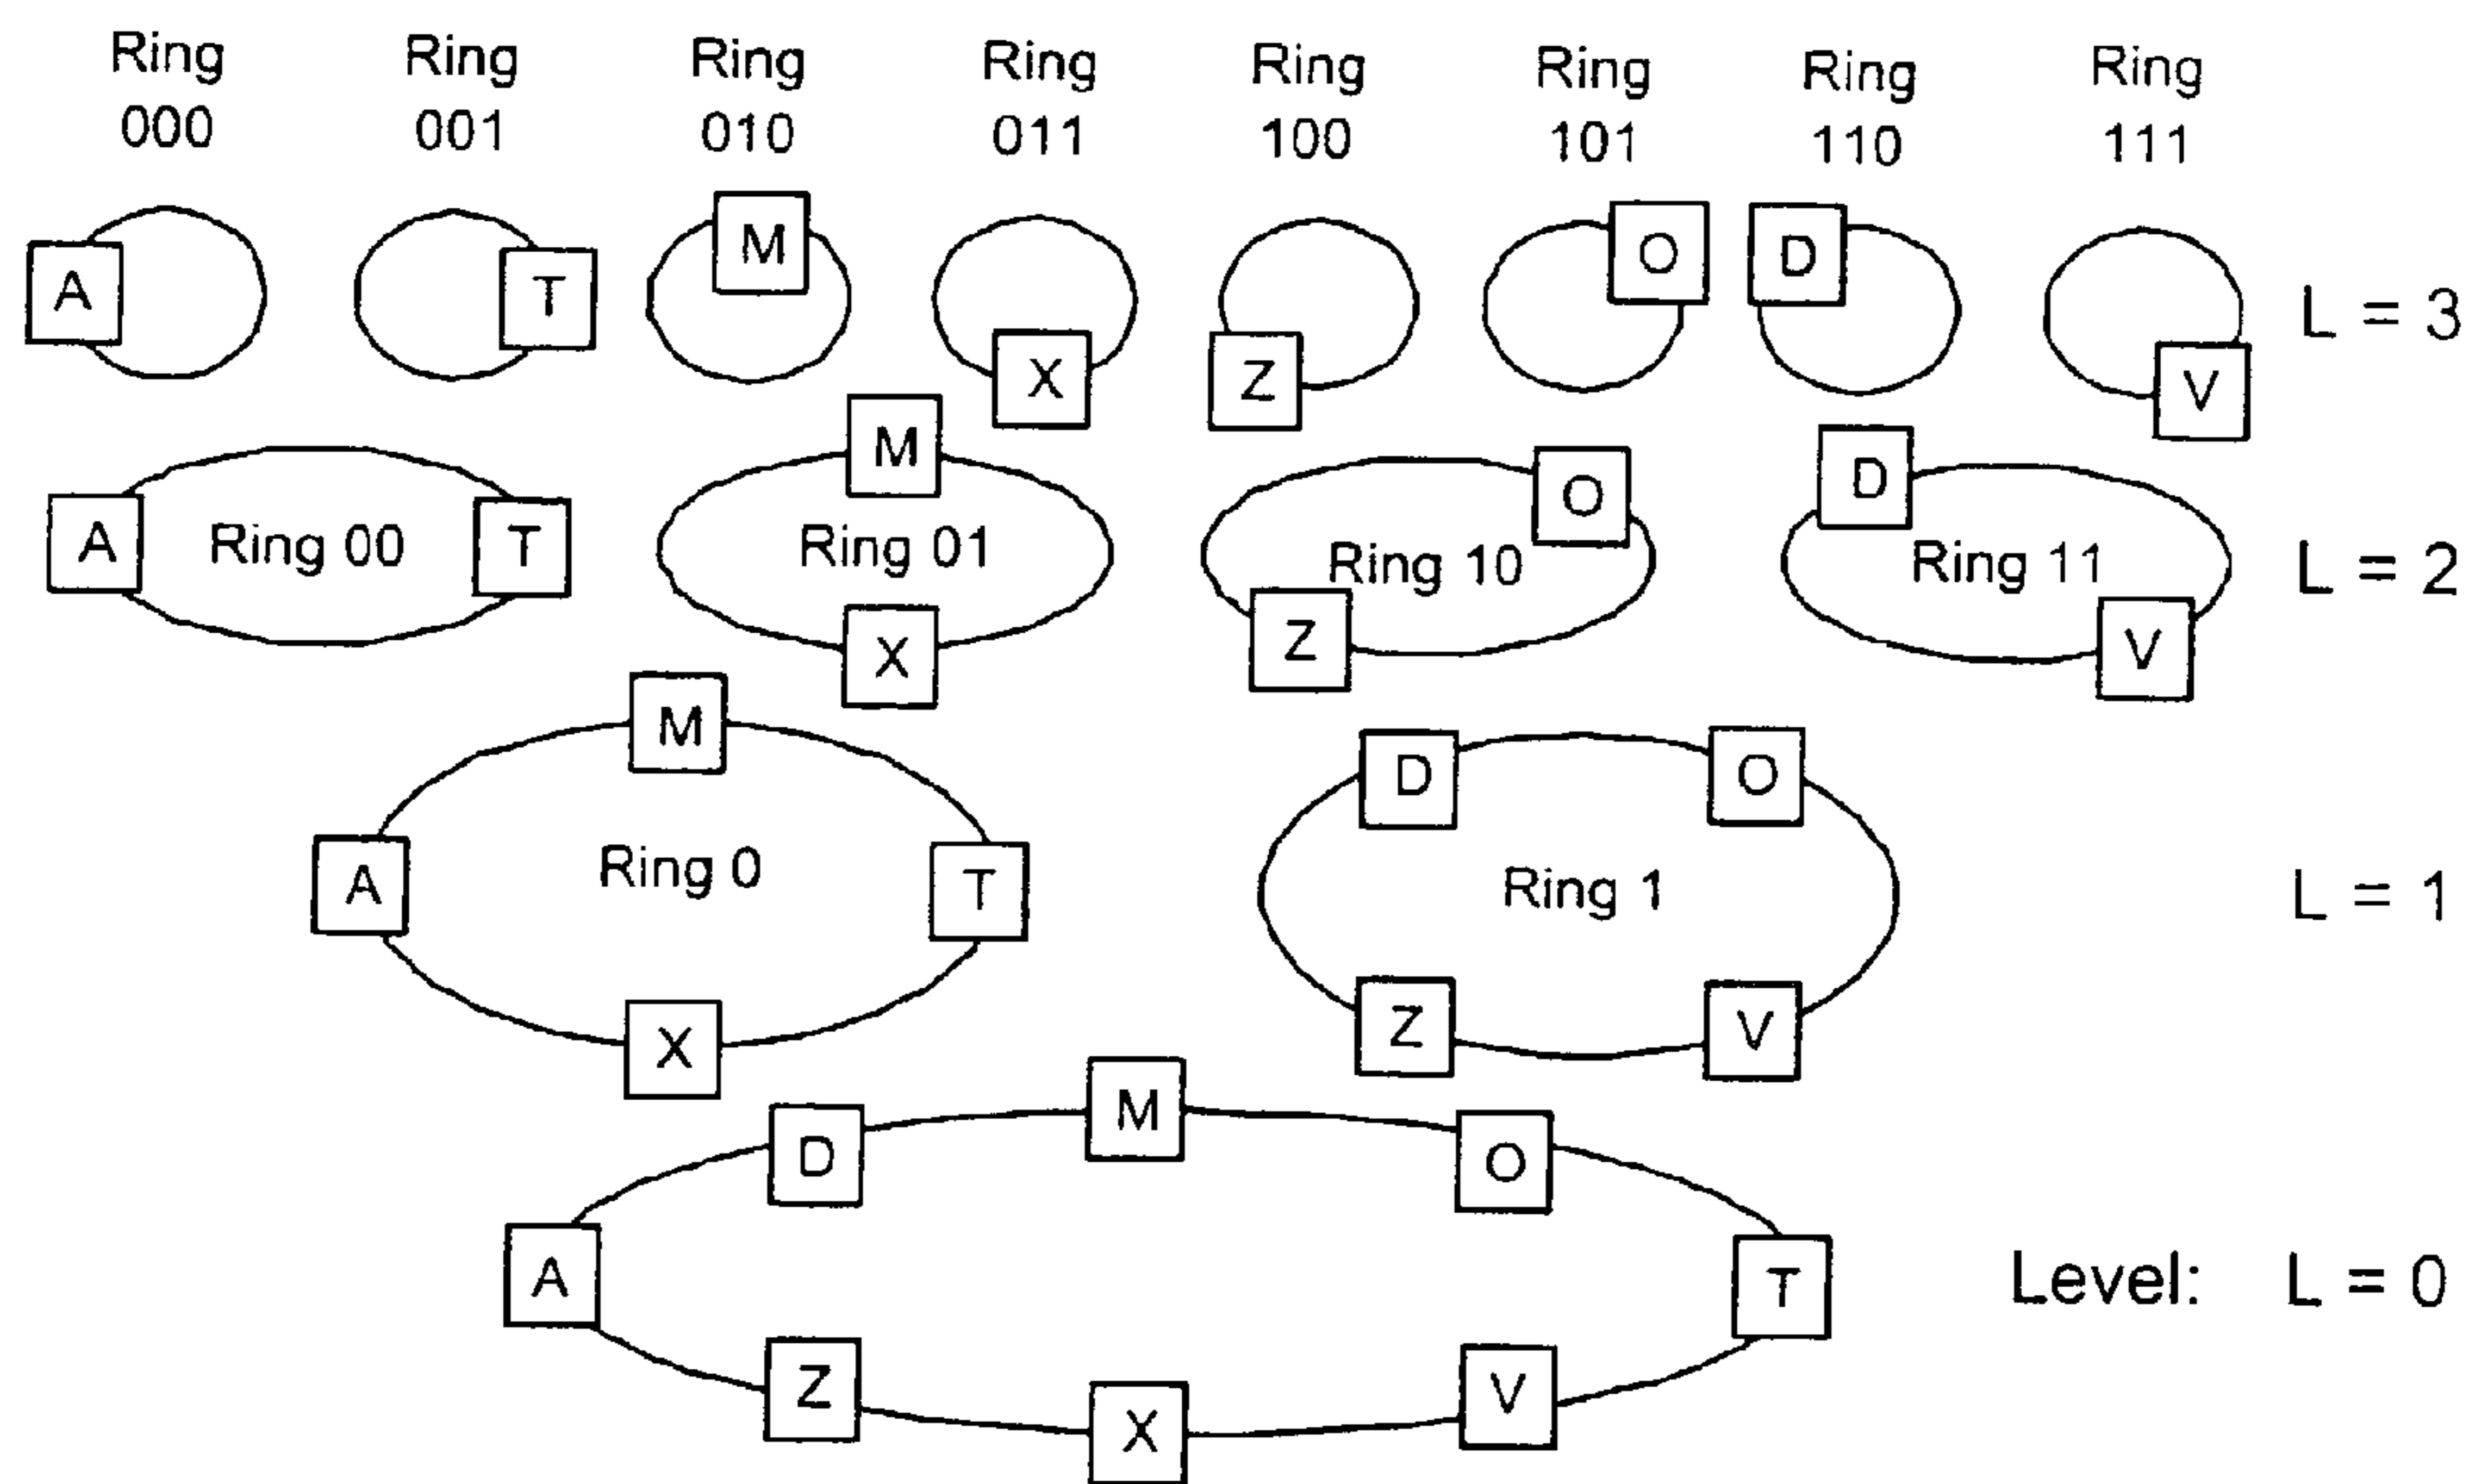 Ring Ring Ring Ring Ring Ring Ring Ring
000 001 010 011 100 101 110 111
A T M X Z O D V L = 3
M O D
A Ring 00 T Ring 01 Ring 10 Ring 11 L = 2
X Z V
M D O
A Ring 0 T Ring 1 L = 1
X Z V
D M O
A T Level: L = 0
Z X V